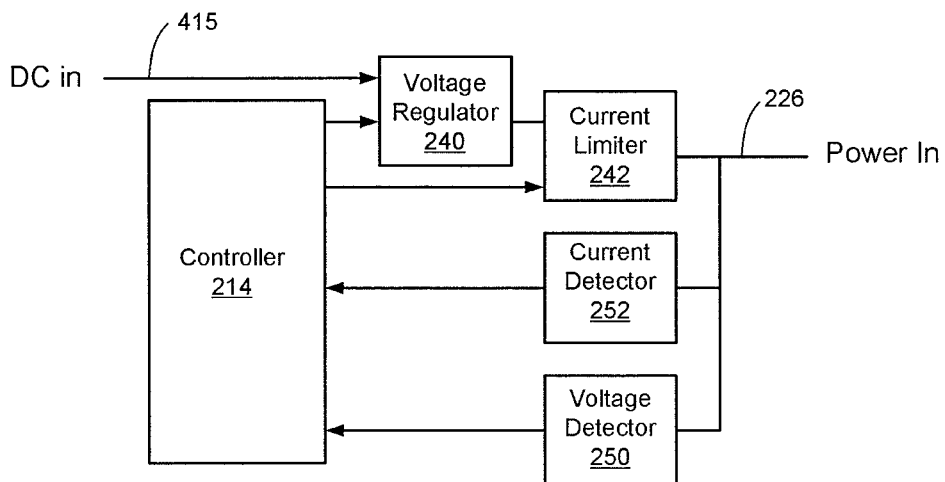 415
DC in
Voltage
Regulator
240
Current
Limiter
242
226
Power In
Controller
214
Current
Detector
252
Voltage
Detector
250